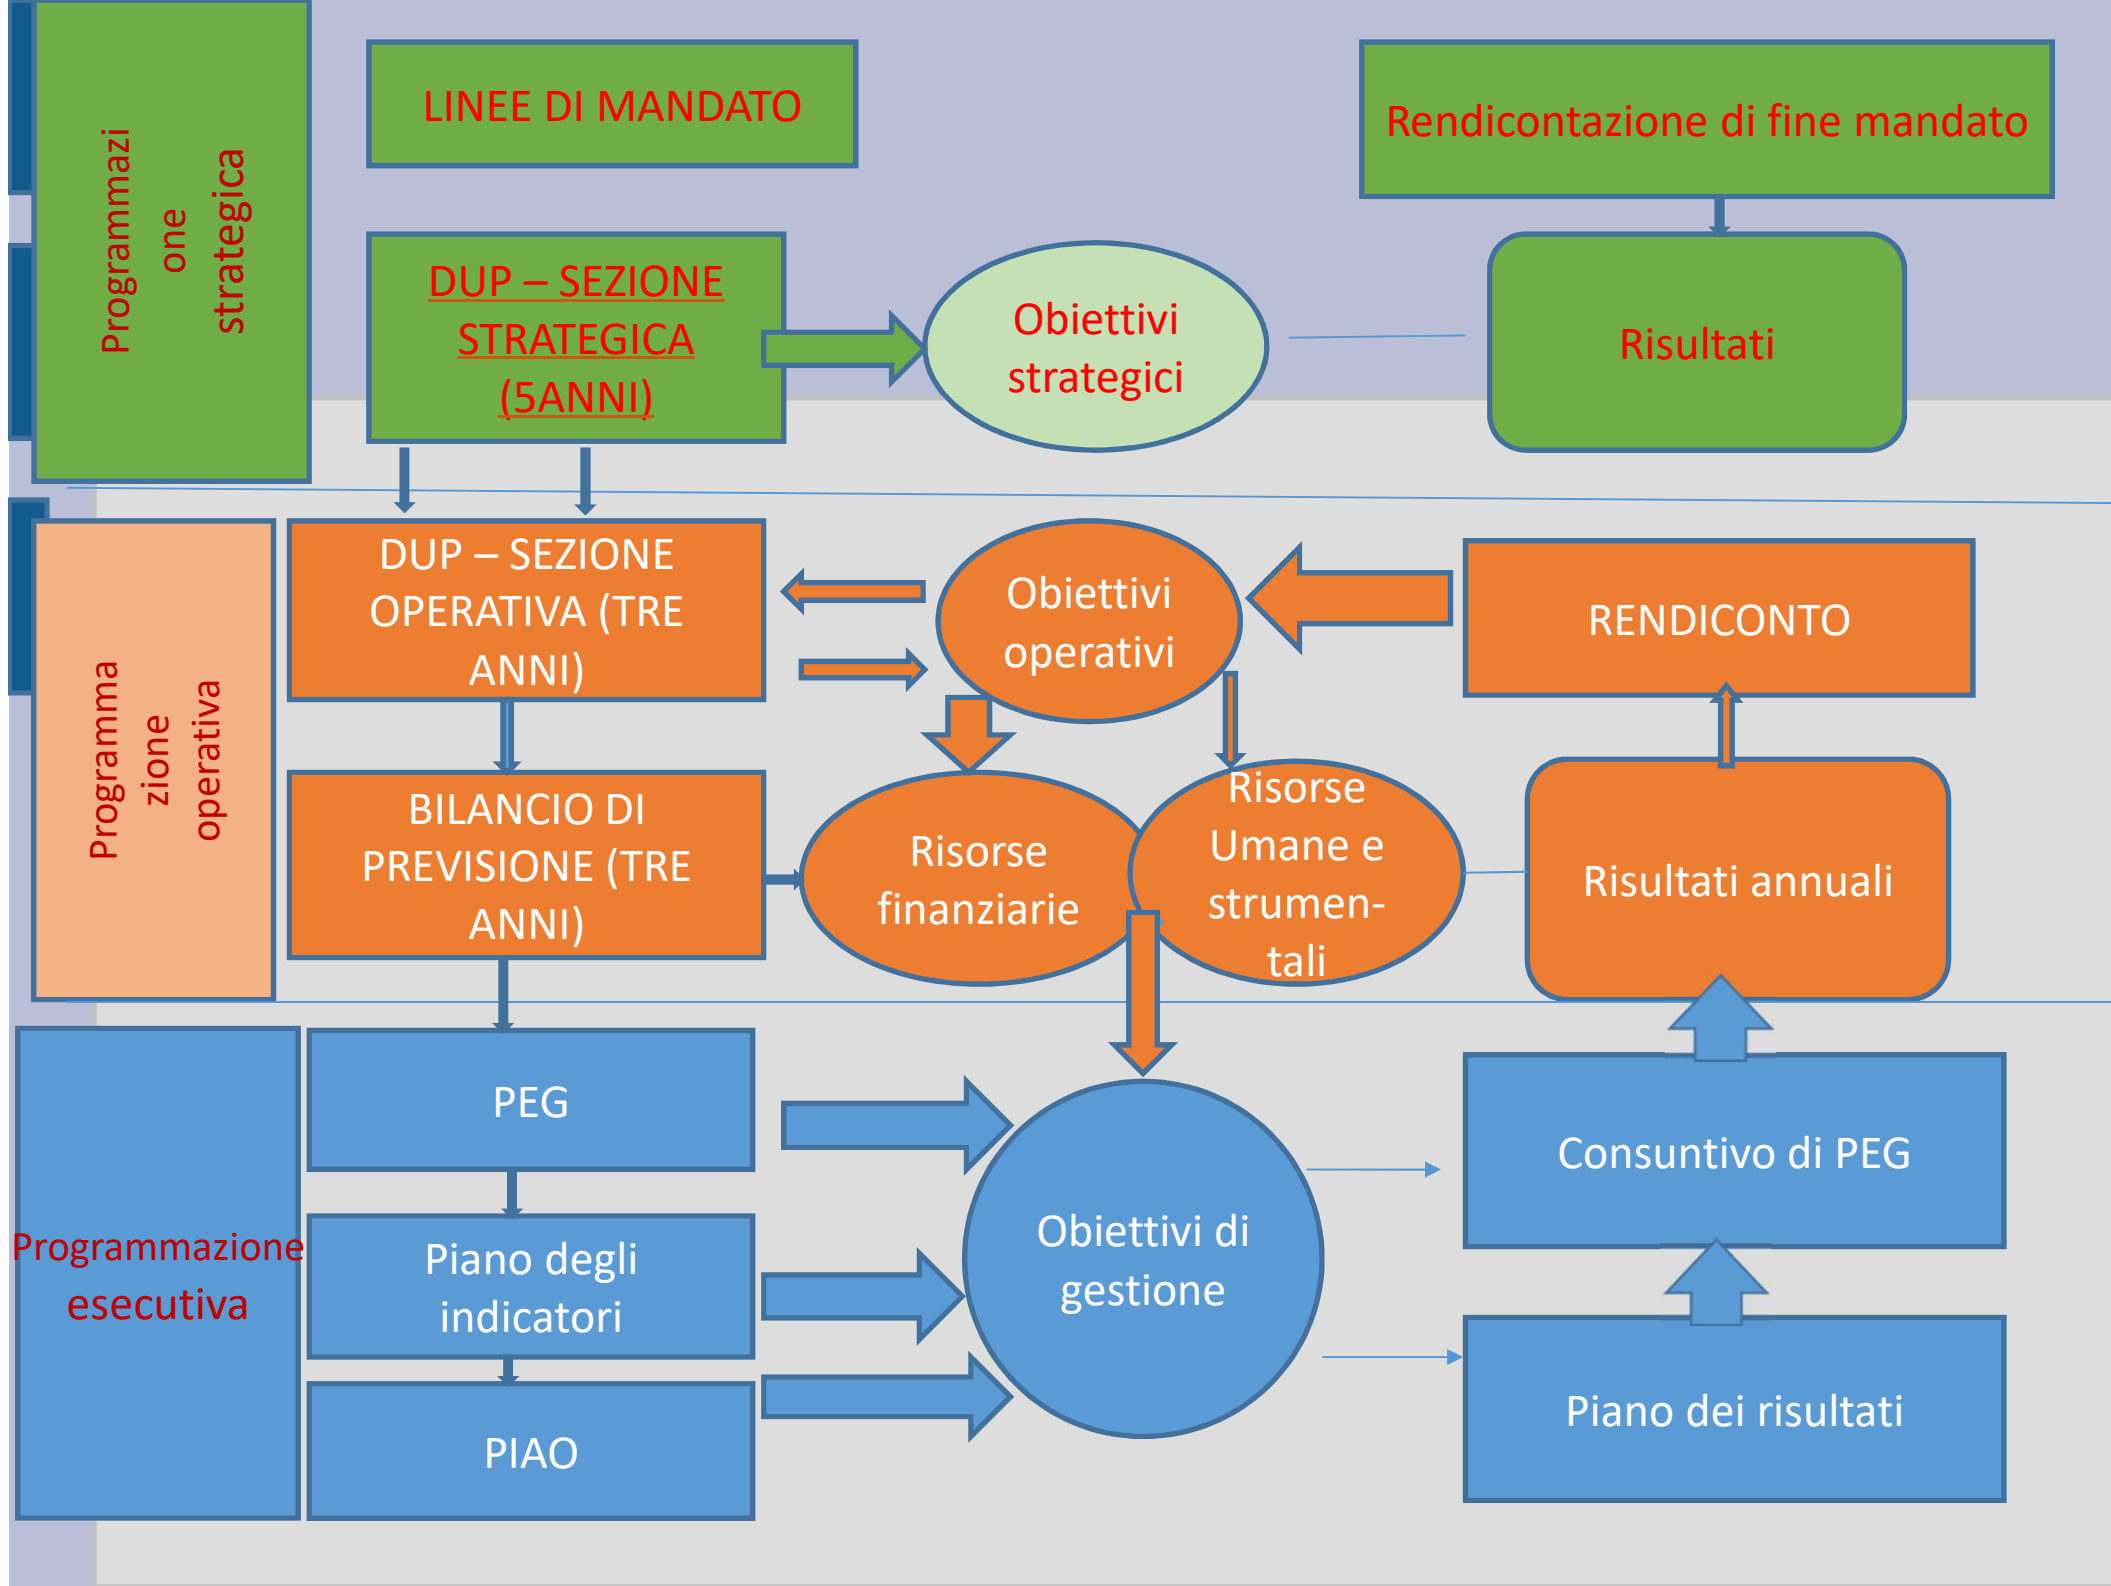 Programmazi
one
strategica
LINEE DI MANDATO
Rendicontazione di fine mandato
DUP – SEZIONE
STRATEGICA
(5ANNI)
Obiettivi
strategici
Risultati
Programma
zione
operativa
DUP – SEZIONE
OPERATIVA (TRE
ANNI)
Obiettivi
operativi
RENDICONTO
BILANCIO DI
PREVISIONE (TRE
ANNI)
Risorse
finanziarie
Risorse
Umane e
strumen-
tali
Risultati annuali
Programmazione
esecutiva
PEG
Piano degli
indicatori
PIAO
Obiettivi di
gestione
Consuntivo di PEG
Piano dei risultati